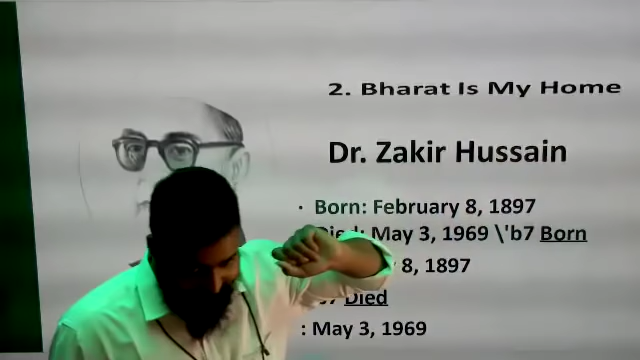 2. Bharat Is My Home
Dr. Zakir Hussain
· Born: February 8, 1897
Died: May 3, 1969 \'b7 Born
8, 1897
Died
: May 3, 1969